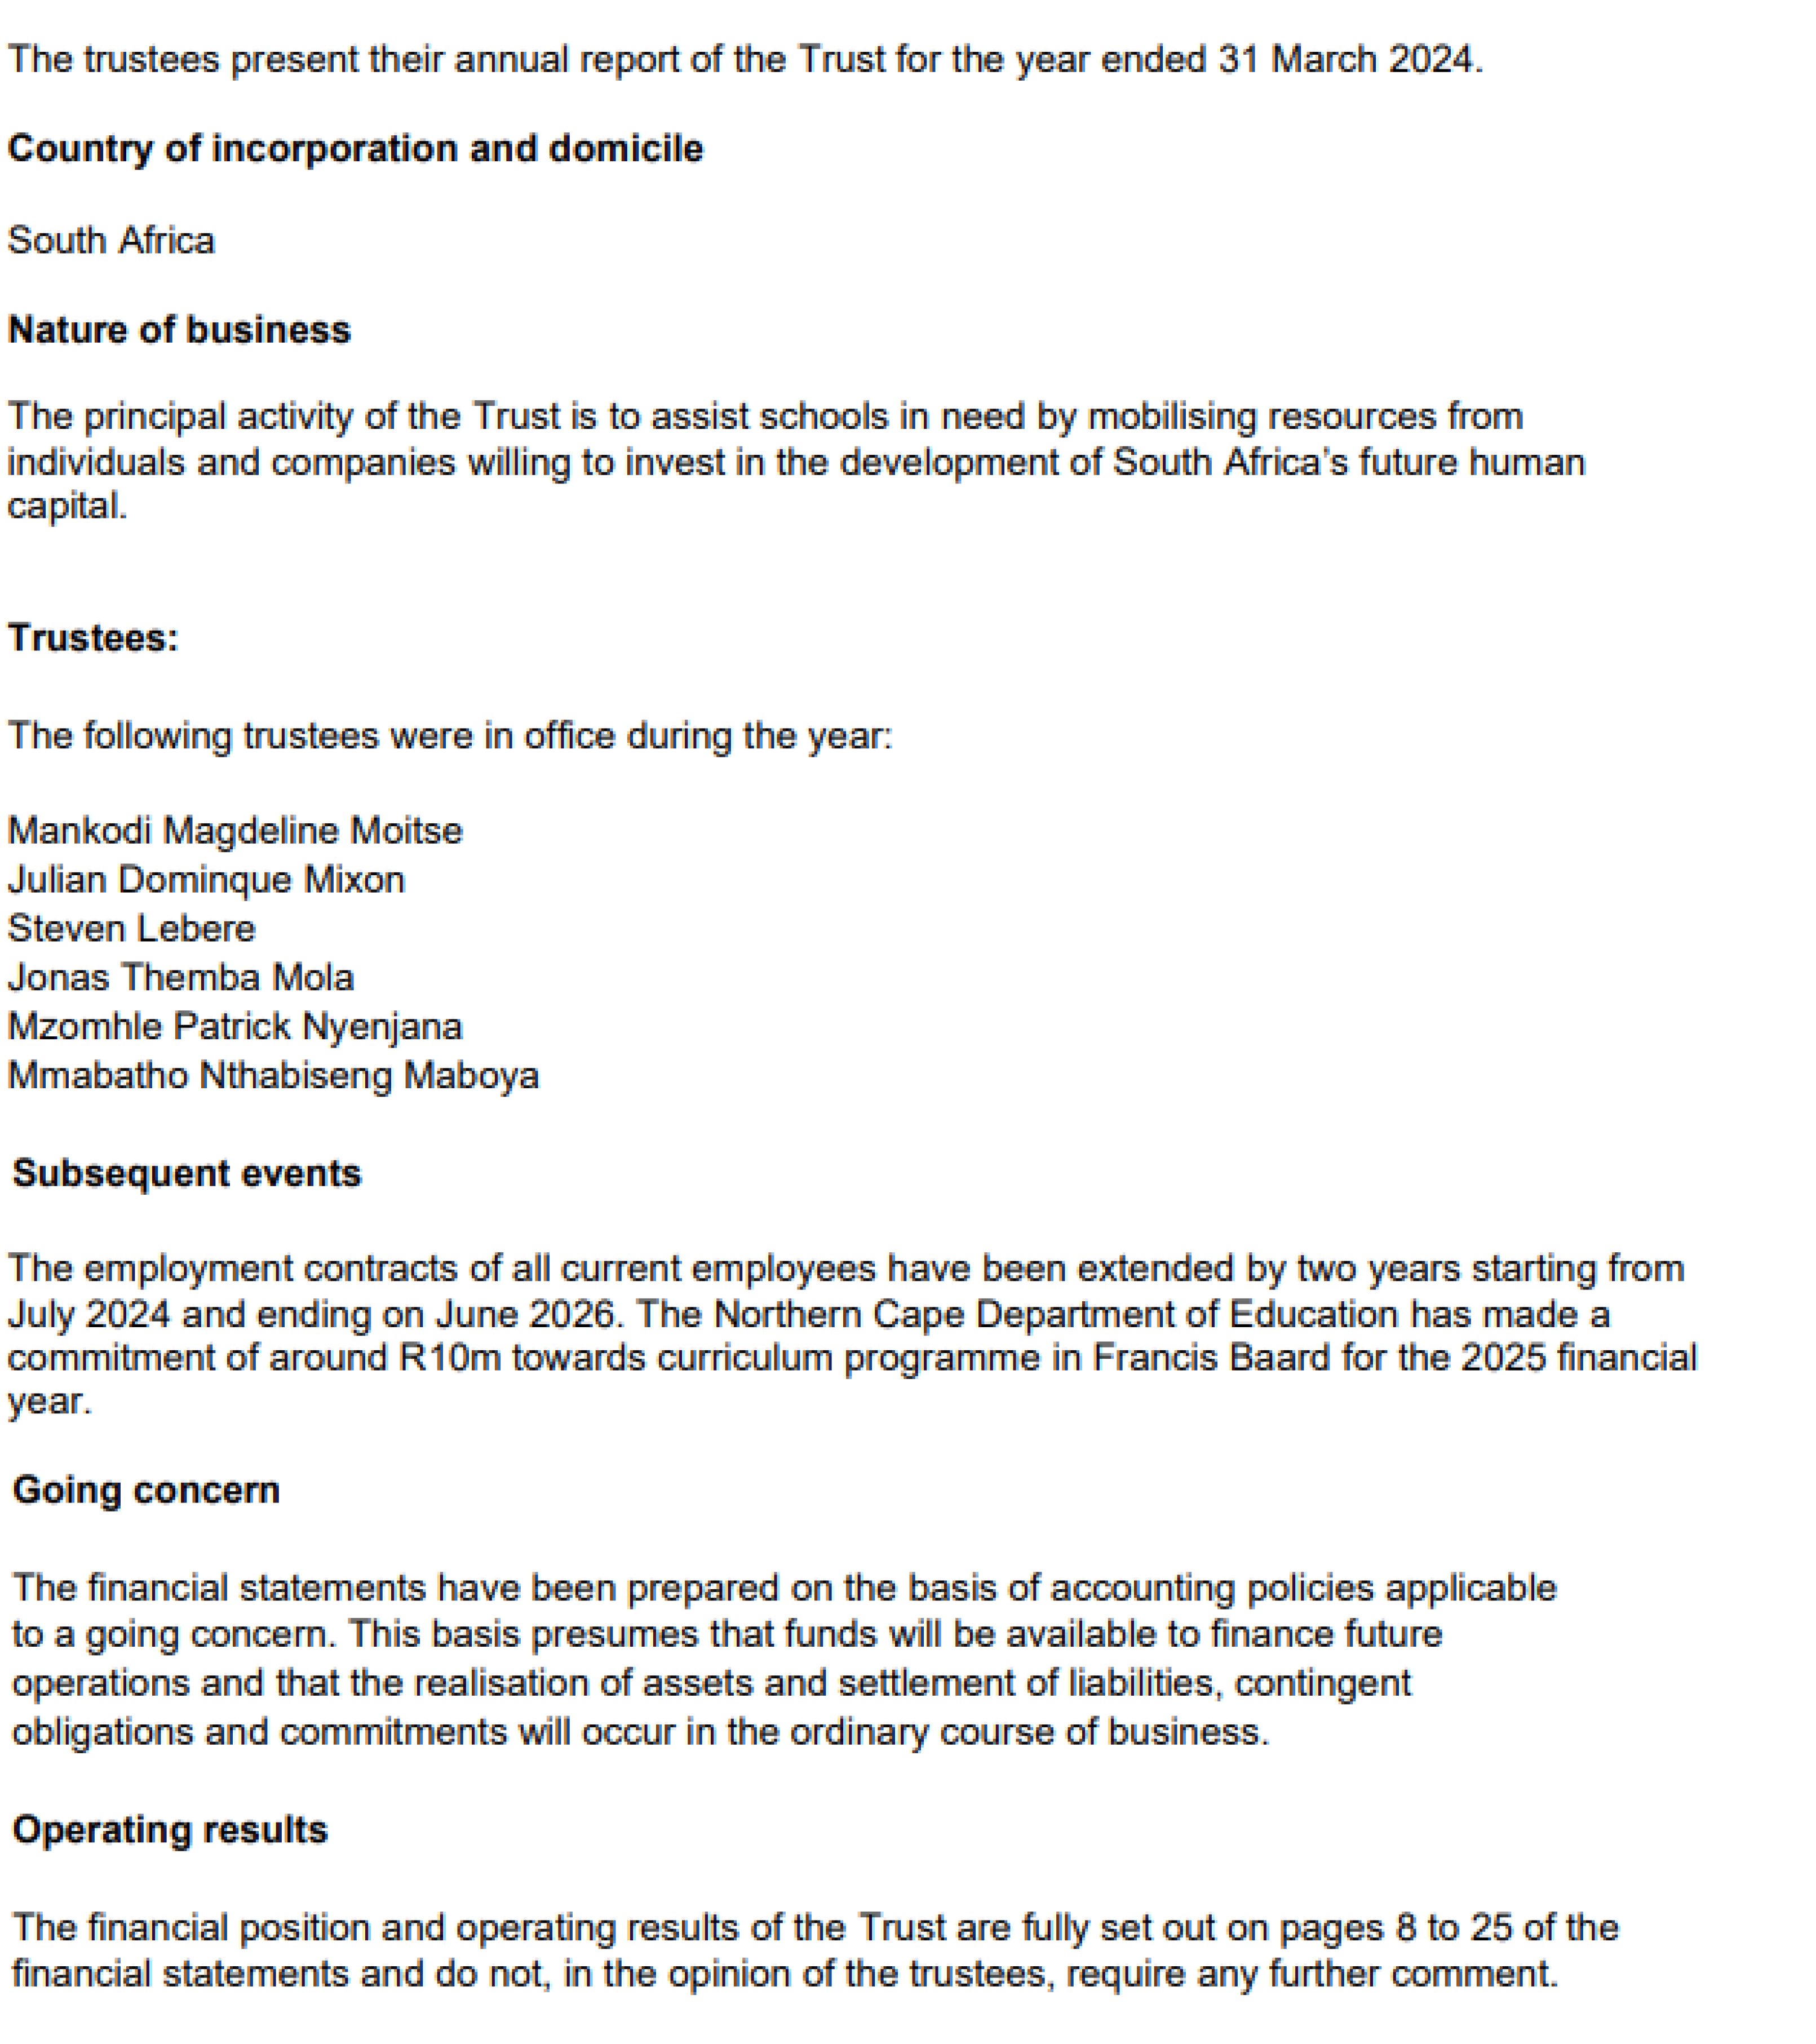 The trustees present their annual report of the Trust for the year ended 31 March 2024.
Country of incorporation and domicile
South Africa
Nature of business
The principal activity of the Trust is to assist schools in need by mobilising resources from
individuals and companies willing to invest in the development of South Africa’s future human
capital.
Trustees:
The following trustees were in office during the year:
Mankodi Magdeline Moitse
Julian Dominque Mixon
Steven Lebere
Jonas Themba Mola
Mzomhle Patrick Nyenjana
Mmabatho Nthabiseng Maboya
Subsequent events
The employment contracts of all current employees have been extended by two years starting from
July 2024 and ending on June 2026. The Northern Cape Department of Education has made a
commitment of around R10m towards curriculum programme in Francis Baard for the 2025 financial
year.
Going concern
The financial statements have been prepared on the basis of accounting policies applicable
to a going concern. This basis presumes that funds will be available to finance future
operations and that the realisation of assets and settlement of liabilities, contingent
obligations and commitments will occur in the ordinary course of business.
Operating results
The financial position and operating results of the Trust are fully set out on pages 8 to 25 of the
financial statements and do not, in the opinion of the trustees, require any further comment.